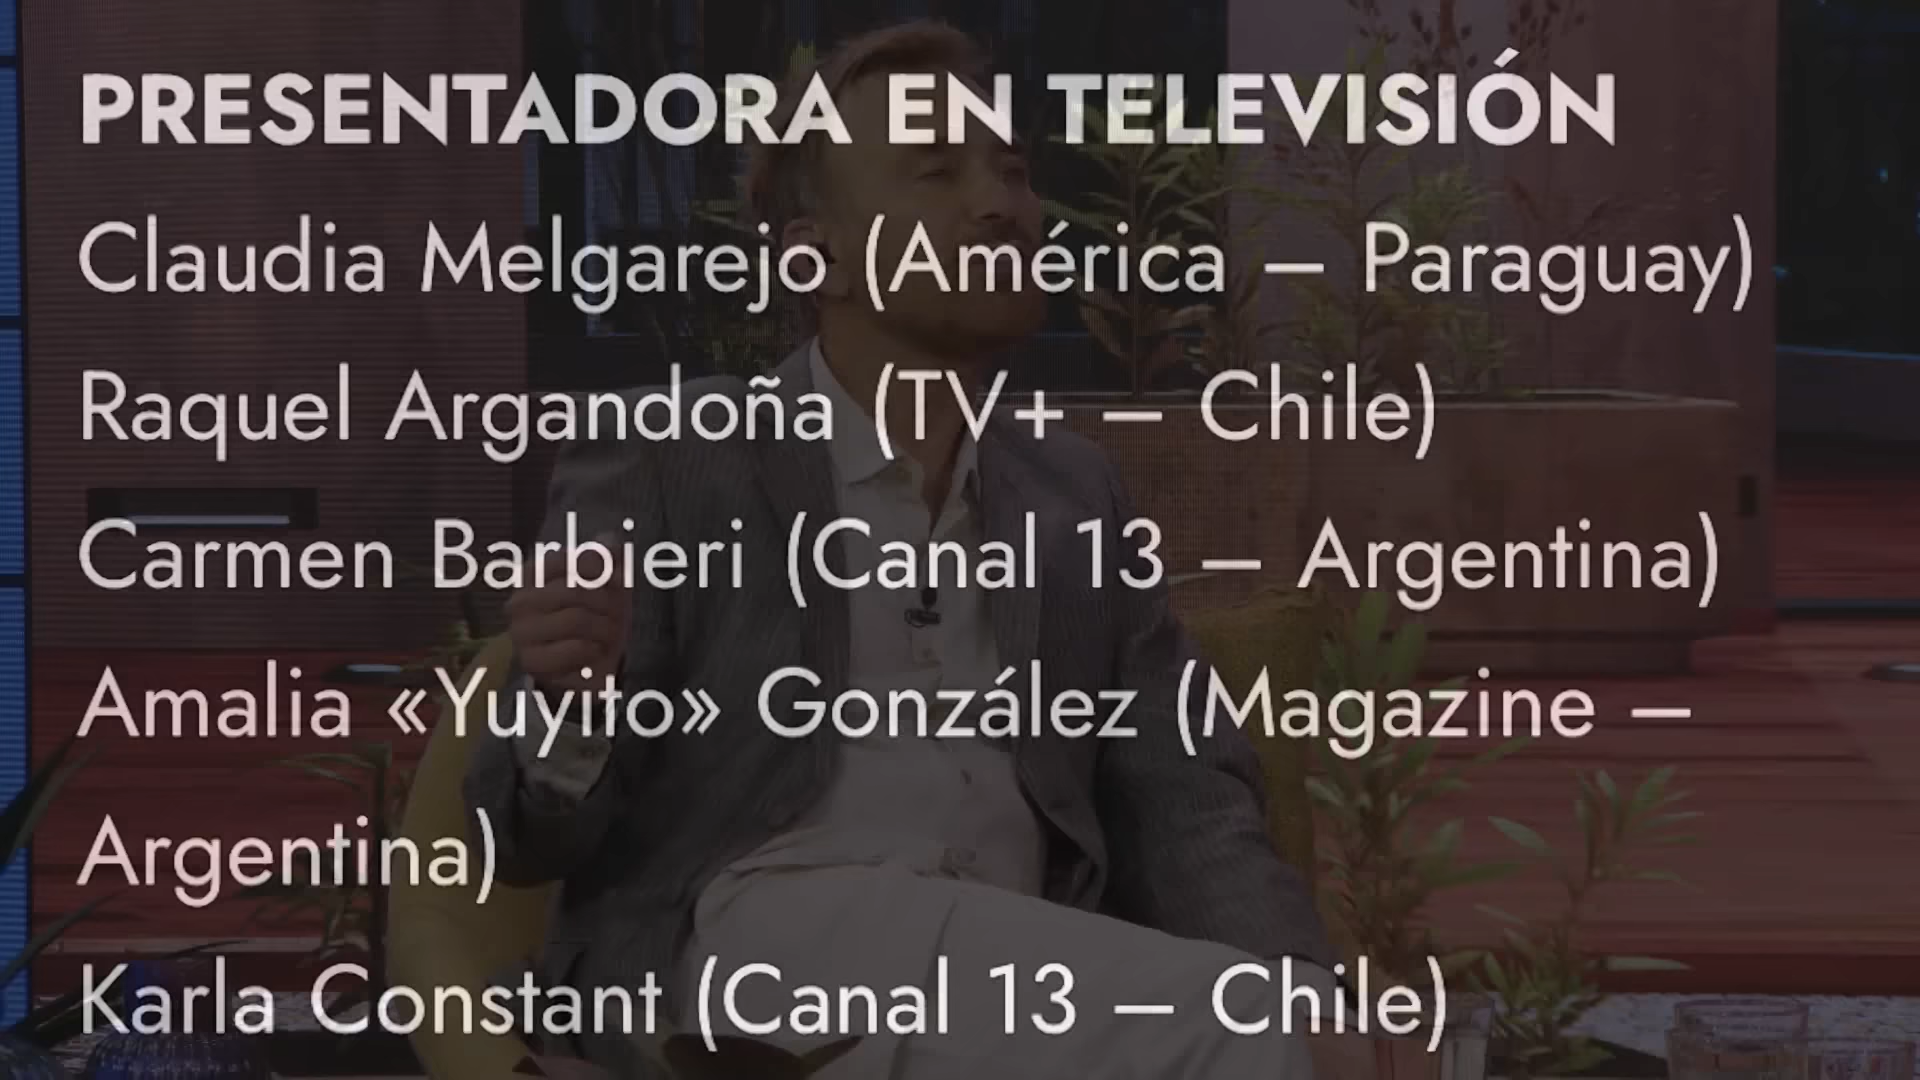 PRESENTADORA EN TELEVISIÓN
Claudia Melgarejo (América – Paraguay)
Raquel Argandoña (TV+ – Chile)
Carmen Barbieri (Canal 13 – Argentina)
Amalia «Yuyito» González (Magazine –
Argentina)
Karla Constant (Canal 13 – Chile)